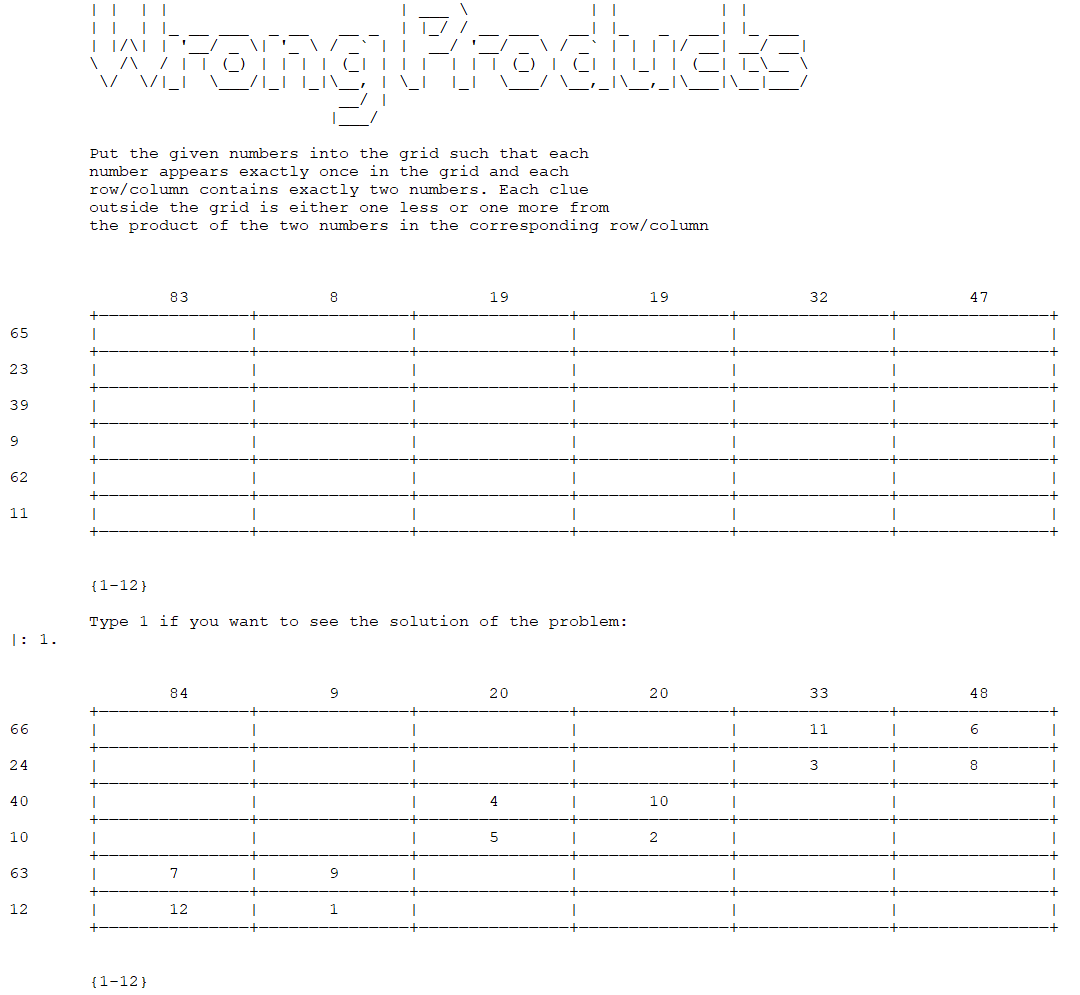 Wrong Products
Put the given numbers into the grid such that each
number appears exactly once in the grid and each
row/column contains exactly two numbers. Each clue
outside the grid is either one less or one more from
the product of the two numbers in the corresponding row/column
83 8 19 19 32 47
65
23
39
9
62
11
{1-12}
Type 1 if you want to see the solution of the problem:
|: 1.
84 9 20 20 33 48
66 11 6
24 3 8
40 4 10
10 5 2
63 7 9
12 12 1
{1-12}